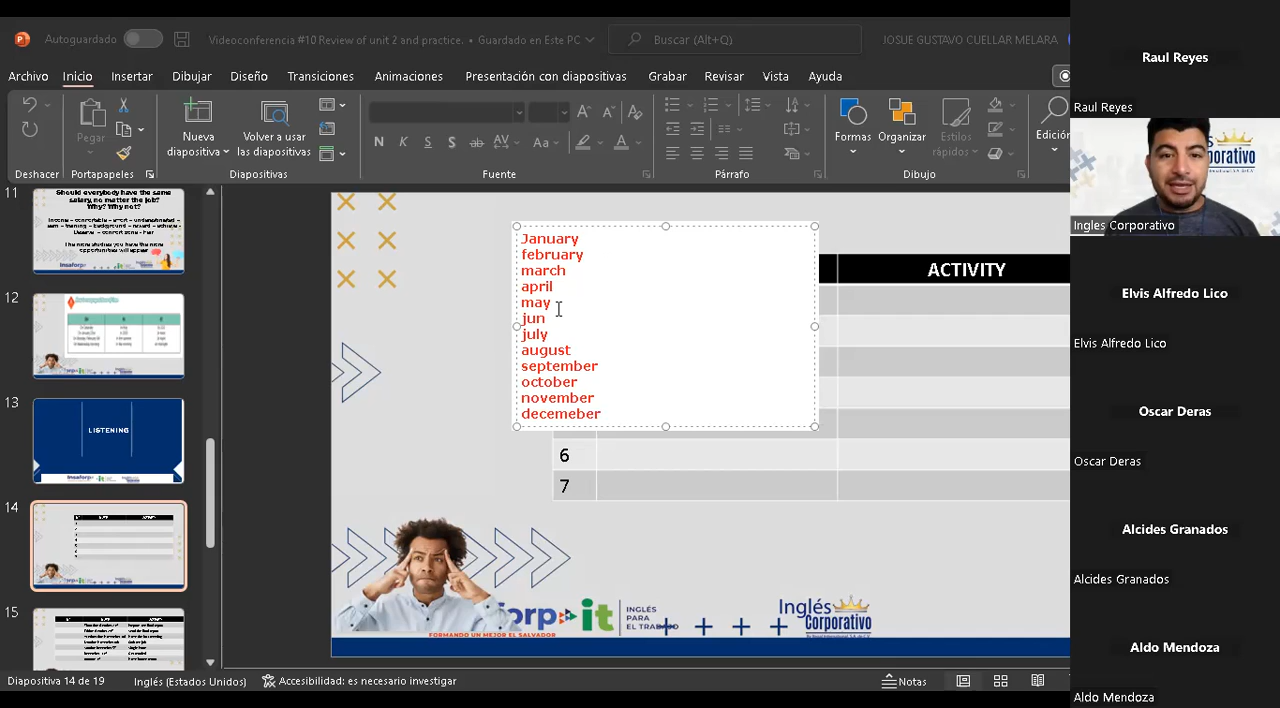 Autoguardado
Videoconferencia #10 Review of unit 2 and practice. • Guardado en Este PC
Buscar (Alt+Q)
JOSUE GUSTAVO CUELLAR MELARA
Archivo
Inicio
Insertar
Dibujar
Diseño
Transiciones
Animaciones
Presentación con diapositivas
Grabar
Revisar
Vista
Ayuda
Pegar
Nueva diapositiva
Volver a usar las diapositivas
N K S ab AV Aa A
Formas
Organizar
Estilos rápidos
Edición
Deshacer
Portapapeles
Diapositivas
Fuente
Párrafo
Dibujo
11
Should everybody have the same
salary, no matter the job?
Why? Why not?
12
13
LISTENING
14
15
January
february
march
april
may
jun
july
august
september
october
november
decemeber
ACTIVITY
6
7
orp it
INGLÉS
PARA
EL TRABAJO
FORMANDO UN MEJOR EL SALVADOR
Inglés
Corporativo
Diapositiva 14 de 19
Inglés (Estados Unidos)
Accesibilidad: es necesario investigar
Notas
Raul Reyes
Raul Reyes
Ingles Corporativo
Elvis Alfredo Lico
Elvis Alfredo Lico
Oscar Deras
Oscar Deras
Alcides Granados
Alcides Granados
Aldo Mendoza
Aldo Mendoza